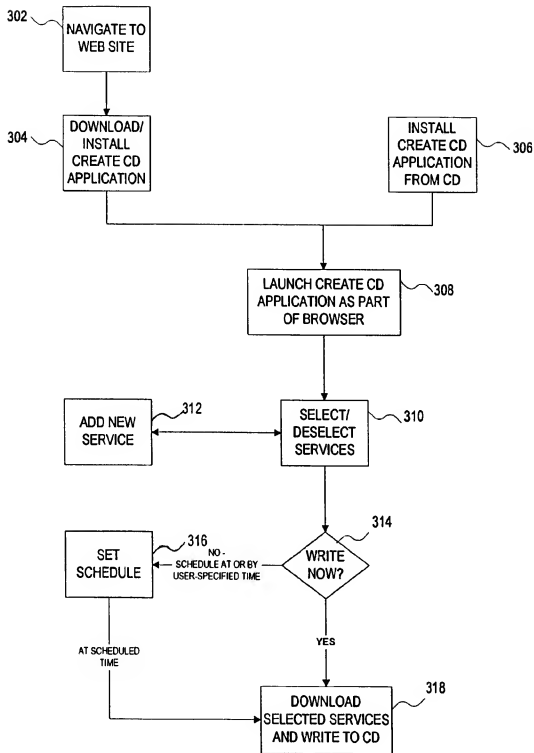 302
NAVIGATE TO
WEB SITE
304
DOWNLOAD/
INSTALL
CREATE CD
APPLICATION
INSTALL
CREATE CD
APPLICATION
FROM CD
306
LAUNCH CREATE CD
APPLICATION AS PART
OF BROWSER
308
ADD NEW
SERVICE
312
SELECT/
DESELECT
SERVICES
310
SET
SCHEDULE
316
NO -
SCHEDULE AT OR BY
USER-SPECIFIED TIME
WRITE
NOW?
314
AT SCHEDULED
TIME
YES
DOWNLOAD
SELECTED SERVICES
AND WRITE TO CD
318